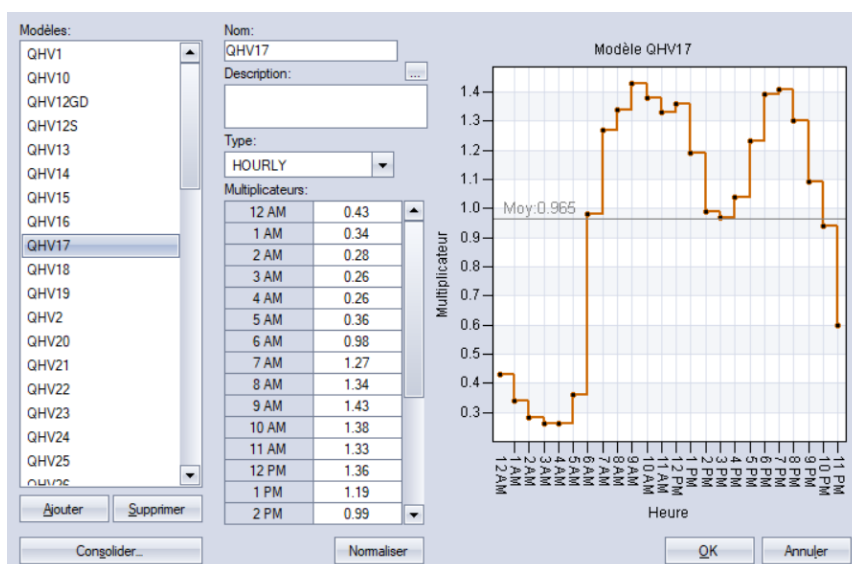 Modèles:
QHV1
QHV10
QHV12GD
QHV12S
QHV13
QHV14
QHV15
QHV16
QHV17
QHV18
QHV19
QHV2
QHV20
QHV21
QHV22
QHV23
QHV24
QHV25
QHV26
Ajouter
Supprimer
Consolider...
Nom:
QHV17
Description:
...
Type:
HOURLY
Multiplicateurs:
12 AM 0.43
1 AM 0.34
2 AM 0.28
3 AM 0.26
4 AM 0.26
5 AM 0.36
6 AM 0.98
7 AM 1.27
8 AM 1.34
9 AM 1.43
10 AM 1.38
11 AM 1.33
12 PM 1.36
1 PM 1.19
2 PM 0.99
Normaliser
Modèle QHV17
Multiplicateur
1.4
1.3
1.2
1.1
1.0
0.9
0.8
0.7
0.6
0.5
0.4
0.3
Moy:0.965
12 AM
1 AM
2 AM
3 AM
4 AM
5 AM
6 AM
7 AM
8 AM
9 AM
10 AM
11 AM
12 PM
1 PM
2 PM
3 PM
4 PM
5 PM
6 PM
7 PM
8 PM
9 PM
10 PM
11 PM
Heure
OK
Annuler